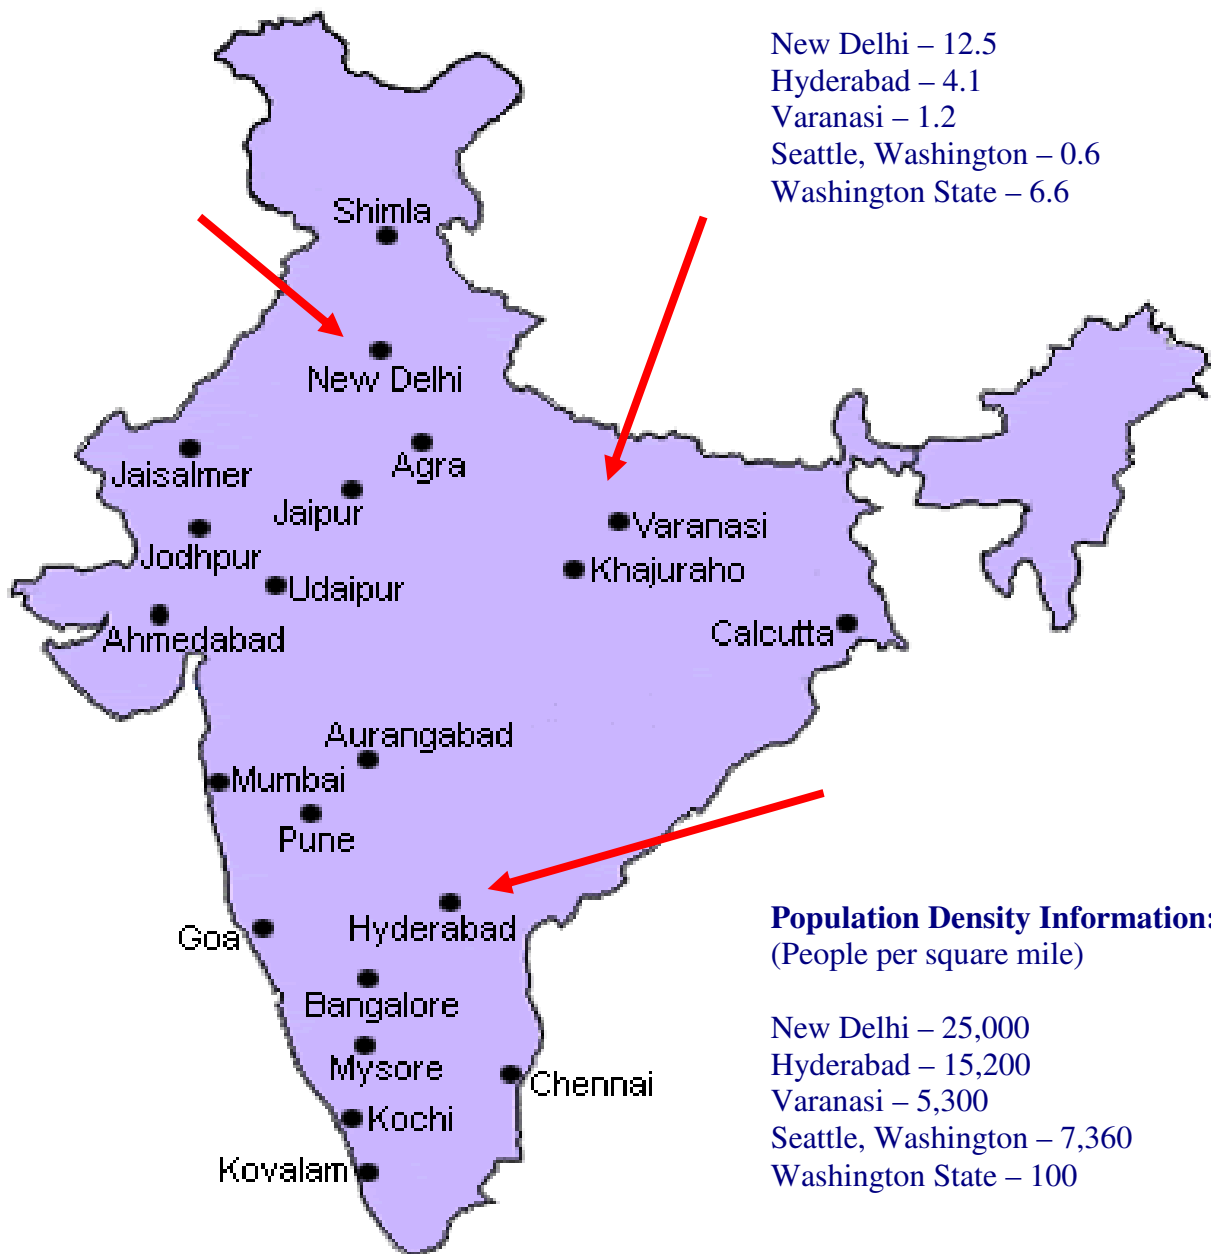 New Delhi – 12.5
Hyderabad – 4.1
Varanasi – 1.2
Seattle, Washington – 0.6
Washington State – 6.6
Shimla
New Delhi
Jaisalmer
Agra
Jaipur
Varanasi
Jodhpur
Khajuraho
Udaipur
Ahmedabad
Calcutta
Aurangabad
Mumbai
Pune
Goa
Hyderabad
Bangalore
Mysore
Chennai
Kochi
Kovalam
Population Density Information:
(People per square mile)
New Delhi – 25,000
Hyderabad – 15,200
Varanasi – 5,300
Seattle, Washington – 7,360
Washington State – 100